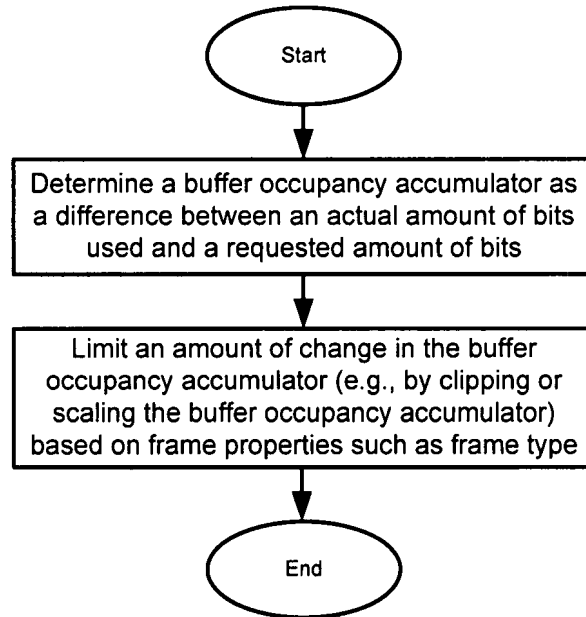 Start
Determine a buffer occupancy accumulator as
a difference between an actual amount of bits
used and a requested amount of bits
Limit an amount of change in the buffer
occupancy accumulator (e.g., by clipping or
scaling the buffer occupancy accumulator)
based on frame properties such as frame type
End